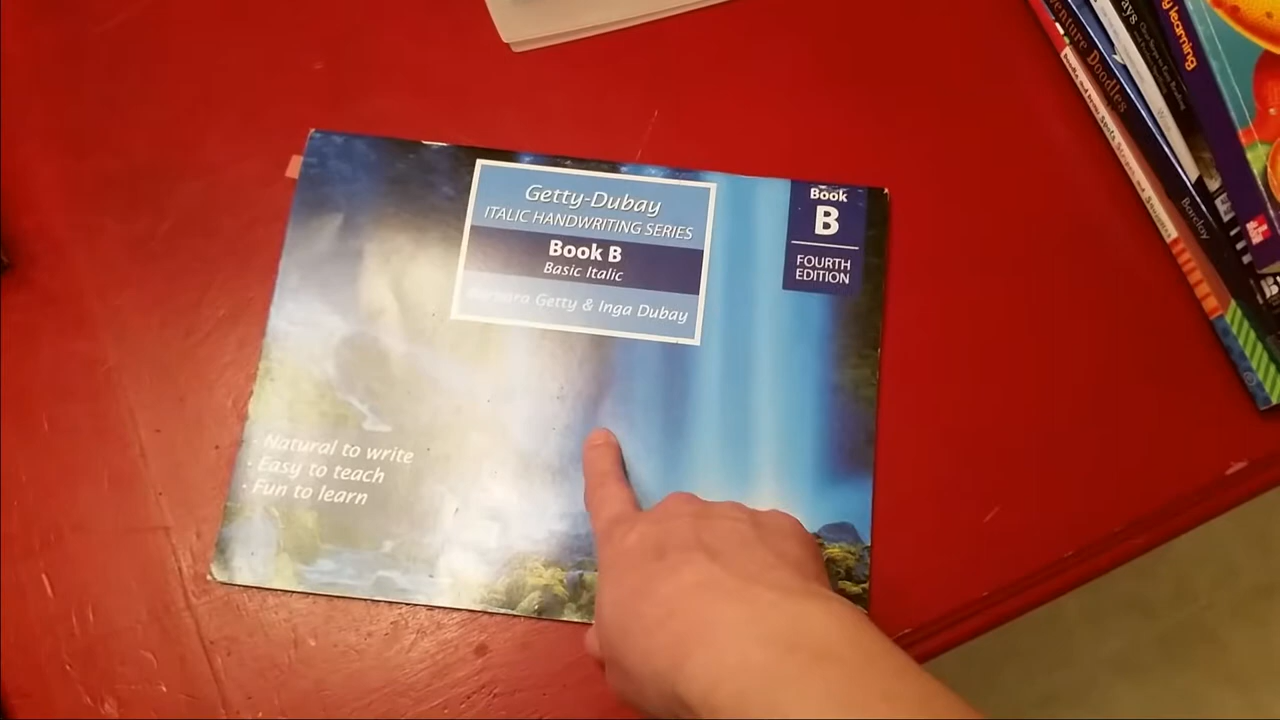 Getty-Dubay
ITALIC HANDWRITING SERIES
Book B
Basic Italic
Barbara Getty & Inga Dubay
Book
B
FOURTH
EDITION
- Natural to write
- Easy to teach
- Fun to learn
Doodles
Barclay
learning